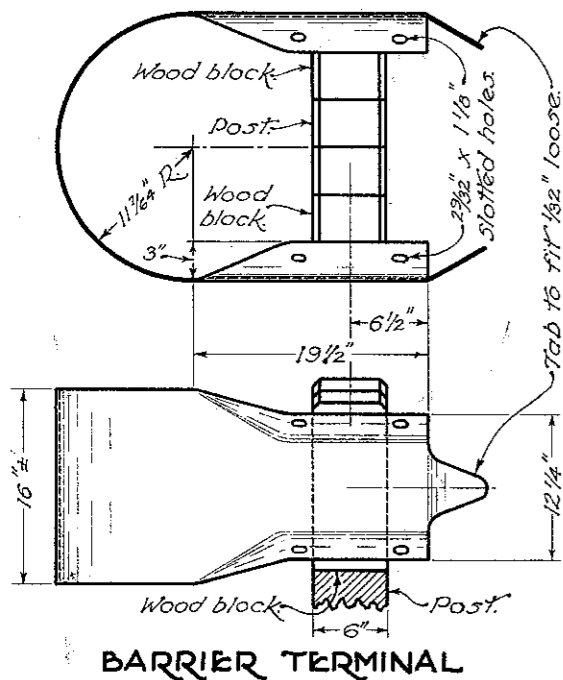 Wood block.
Post.
Wood
block.
11 7/64" R.
3"
29/32" x 1 1/8"
slotted holes.
Tab to fit 1/32" loose.
6 1/2"
19 1/2"
16"±
12 1/4"
Wood block.
Post.
6"
BARRIER TERMINAL